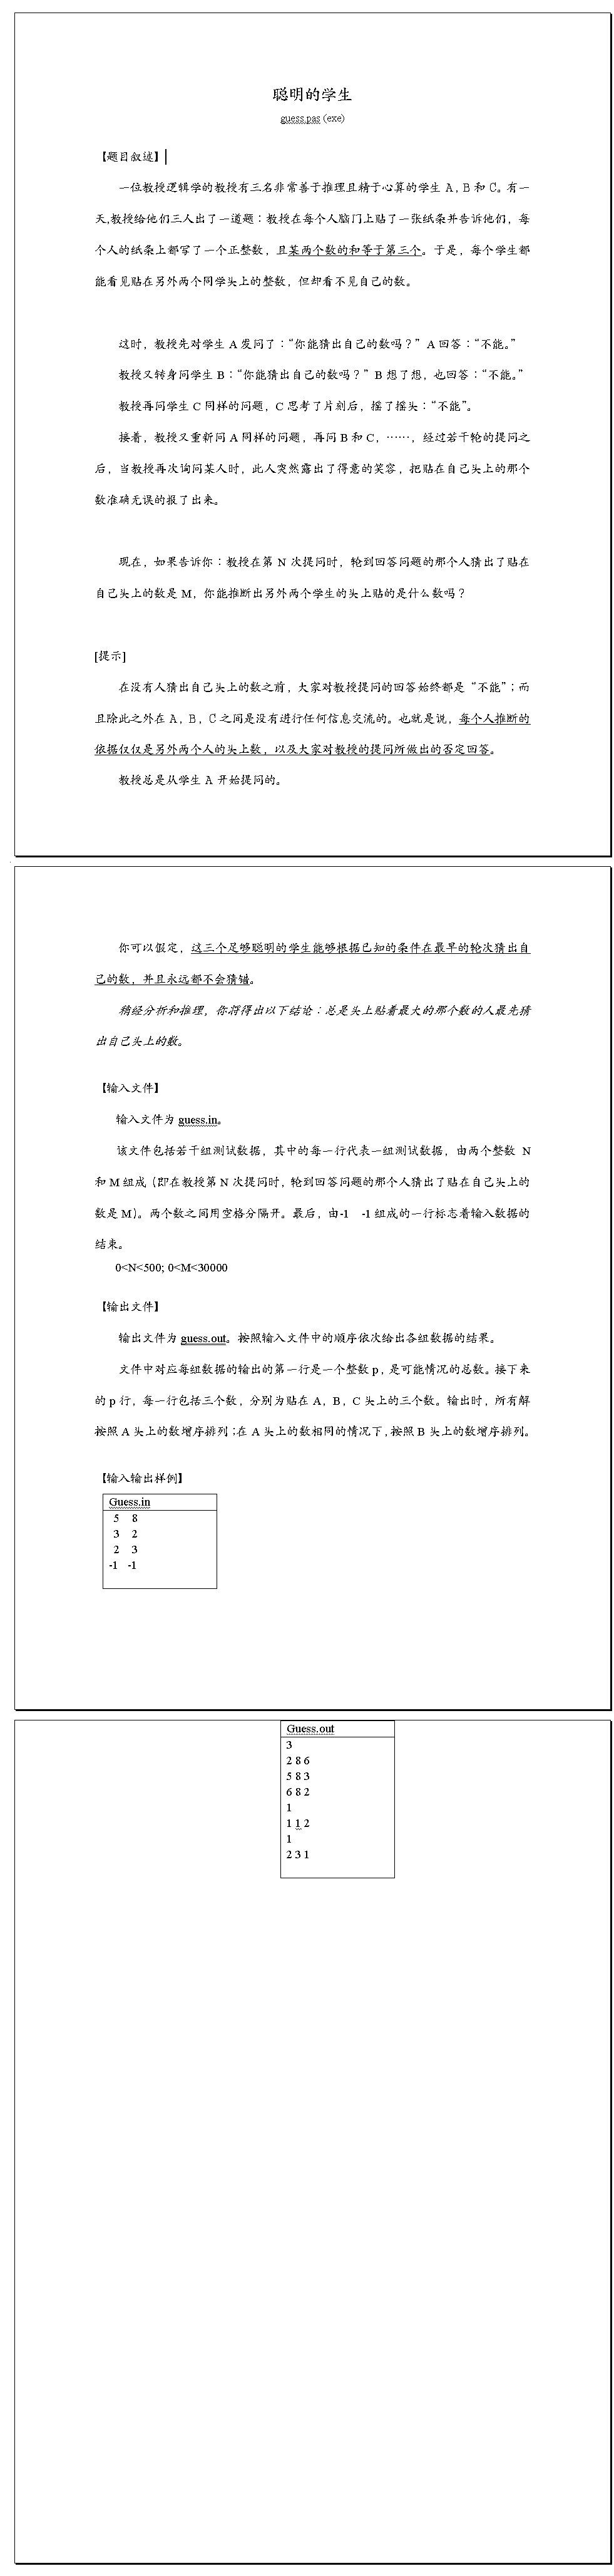 聪明的学生
guess.pas (exe)
【题目叙述】
一位教授逻辑学的教授有三名非常善于推理且精于心算的学生 A，B 和 C。有一
天,教授给他们三人出了一道题：教授在每个人脑门上贴了一张纸条并告诉他们，每
个人的纸条上都写了一个正整数，且某两个数的和等于第三个。于是，每个学生都
能看见贴在另外两个同学头上的整数，但却看不见自己的数。
这时，教授先对学生 A 发问了：“你能猜出自己的数吗？”A 回答：“不能。”
教授又转身问学生 B：“你能猜出自己的数吗？”B 想了想，也回答：“不能。”
教授再问学生 C 同样的问题，C 思考了片刻后，摇了摇头：“不能”。
接着，教授又重新问 A 同样的问题，再问 B 和 C，……，经过若干轮的提问之
后，当教授再次询问某人时，此人突然露出了得意的笑容，把贴在自己头上的那个
数准确无误的报了出来。
现在，如果告诉你：教授在第 N 次提问时，轮到回答问题的那个人猜出了贴在
自己头上的数是 M，你能推断出另外两个学生的头上贴的是什么数吗？
[提示]
在没有人猜出自己头上的数之前，大家对教授提问的回答始终都是“不能”；而
且除此之外在 A，B，C 之间是没有进行任何信息交流的。也就是说，每个人推断的
依据仅仅是另外两个人的头上数，以及大家对教授的提问所做出的否定回答。
教授总是从学生 A 开始提问的。
你可以假定，这三个足够聪明的学生能够根据已知的条件在最早的轮次猜出自
己的数，并且永远都不会猜错。
稍经分析和推理，你将得出以下结论：总是头上贴着最大的那个数的人最先猜
出自己头上的数。
【输入文件】
输入文件为 guess.in。
该文件包括若干组测试数据，其中的每一行代表一组测试数据，由两个整数 N
和 M 组成（即在教授第 N 次提问时，轮到回答问题的那个人猜出了贴在自己头上的
数是 M）。两个数之间用空格分隔开。最后，由-1 -1 组成的一行标志着输入数据的
结束。
0<N<500; 0<M<30000
【输出文件】
输出文件为 guess.out。按照输入文件中的顺序依次给出各组数据的结果。
文件中对应每组数据的输出的第一行是一个整数 p，是可能情况的总数。接下来
的 p 行，每一行包括三个数，分别为贴在 A，B，C 头上的三个数。输出时，所有解
按照 A 头上的数增序排列；在 A 头上的数相同的情况下，按照 B 头上的数增序排列。
【输入输出样例】
Guess.in
5 8
3 2
2 3
-1 -1
Guess.out
3
2 8 6
5 8 3
6 8 2
1
1 1 2
1
2 3 1